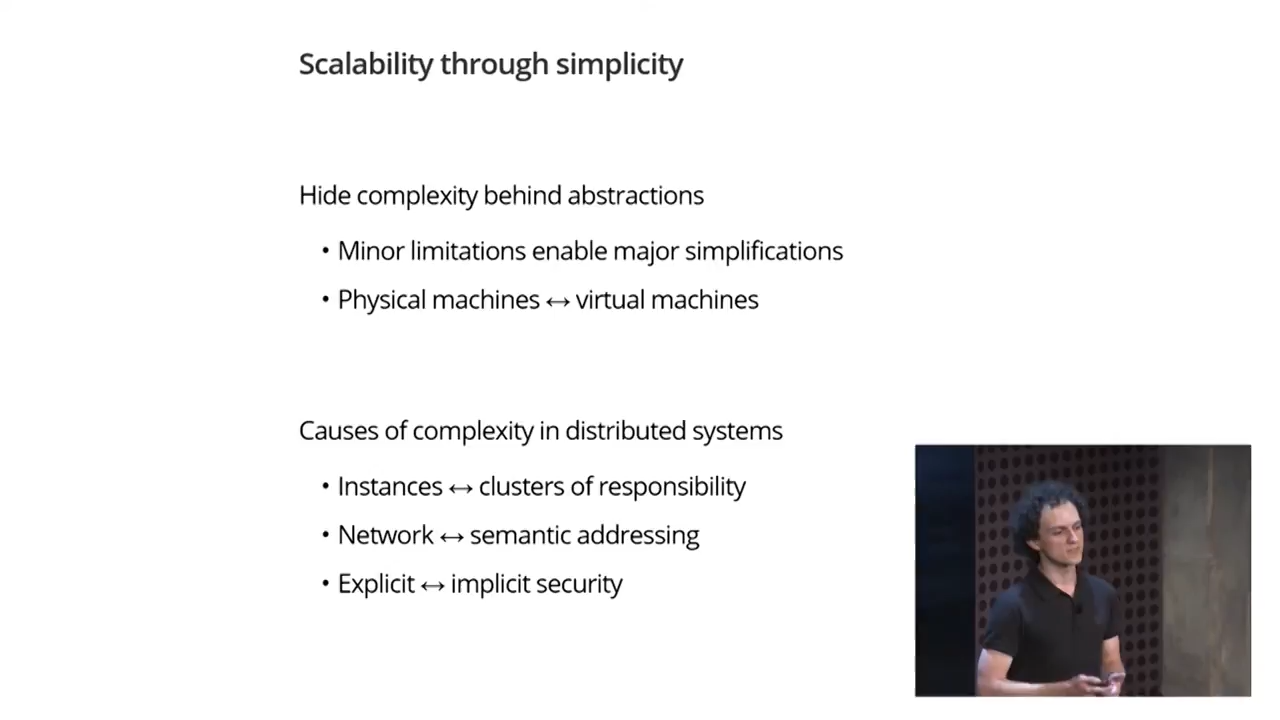 Scalability through simplicity
Hide complexity behind abstractions
• Minor limitations enable major simplifications
• Physical machines ↔ virtual machines
Causes of complexity in distributed systems
• Instances ↔ clusters of responsibility
• Network ↔ semantic addressing
• Explicit ↔ implicit security